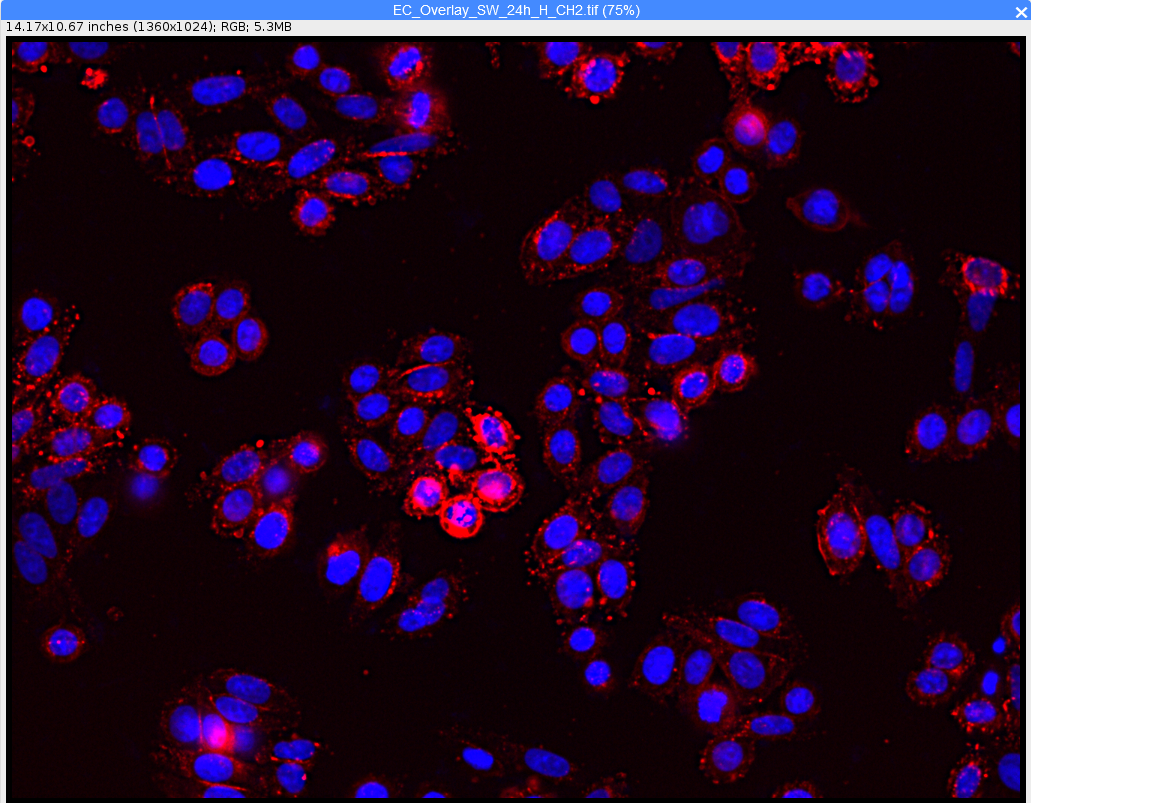 EC_Overlay_SW_24h_H_CH2.tif (75%)
14.17x10.67 inches (1360x1024); RGB; 5.3MB